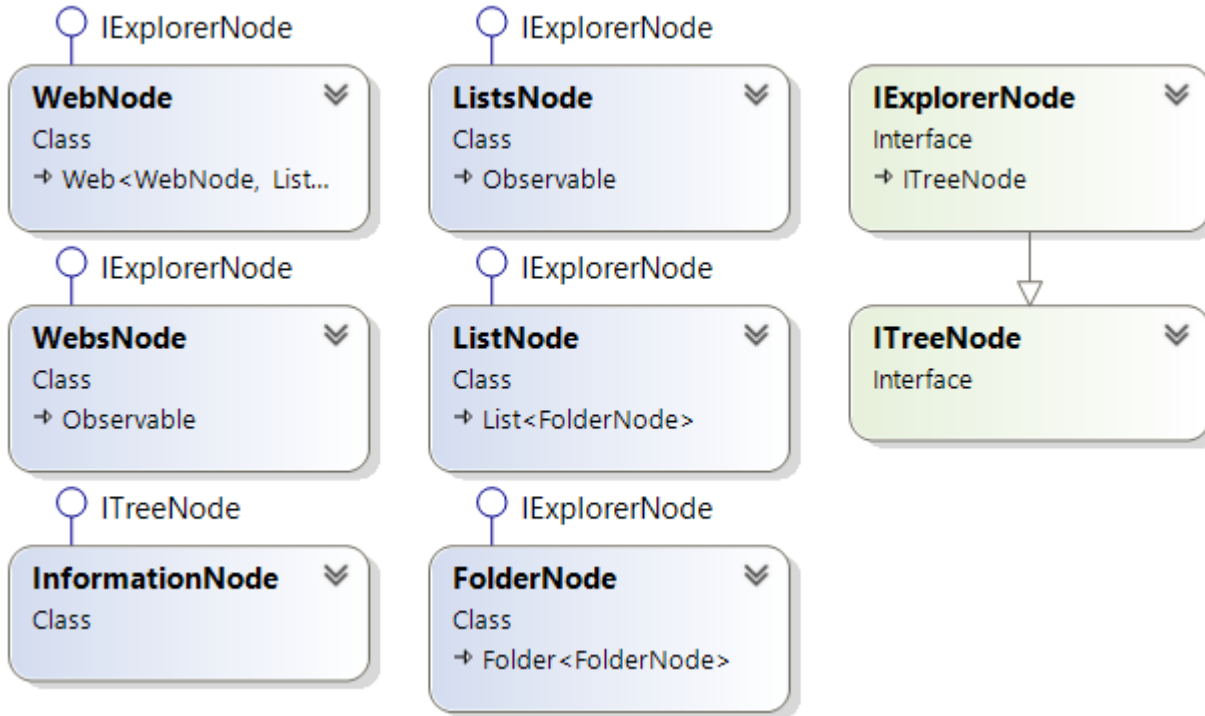 IExplorerNode
WebNode
Class
Web<WebNode, List...
IExplorerNode
ListsNode
Class
Observable
IExplorerNode
Interface
ITreeNode
IExplorerNode
WebsNode
Class
Observable
IExplorerNode
ListNode
Class
List<FolderNode>
ITreeNode
Interface
ITreeNode
InformationNode
Class
IExplorerNode
FolderNode
Class
Folder<FolderNode>